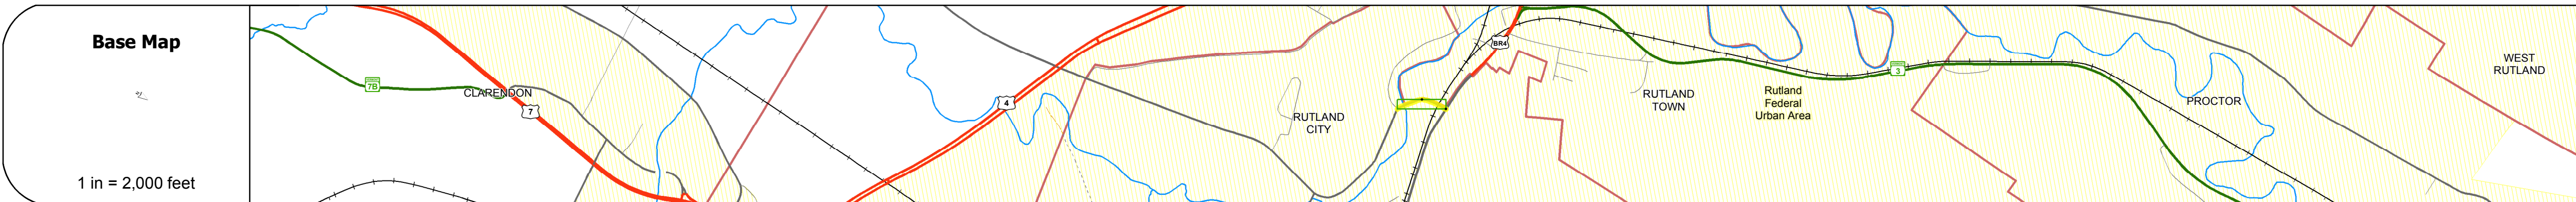 Base Map
1 in = 2,000 feet
7B
CLARENDON
7
4
RUTLAND
CITY
BR4
RUTLAND
TOWN
Rutland
Federal
Urban Area
3
PROCTOR
WEST
RUTLAND